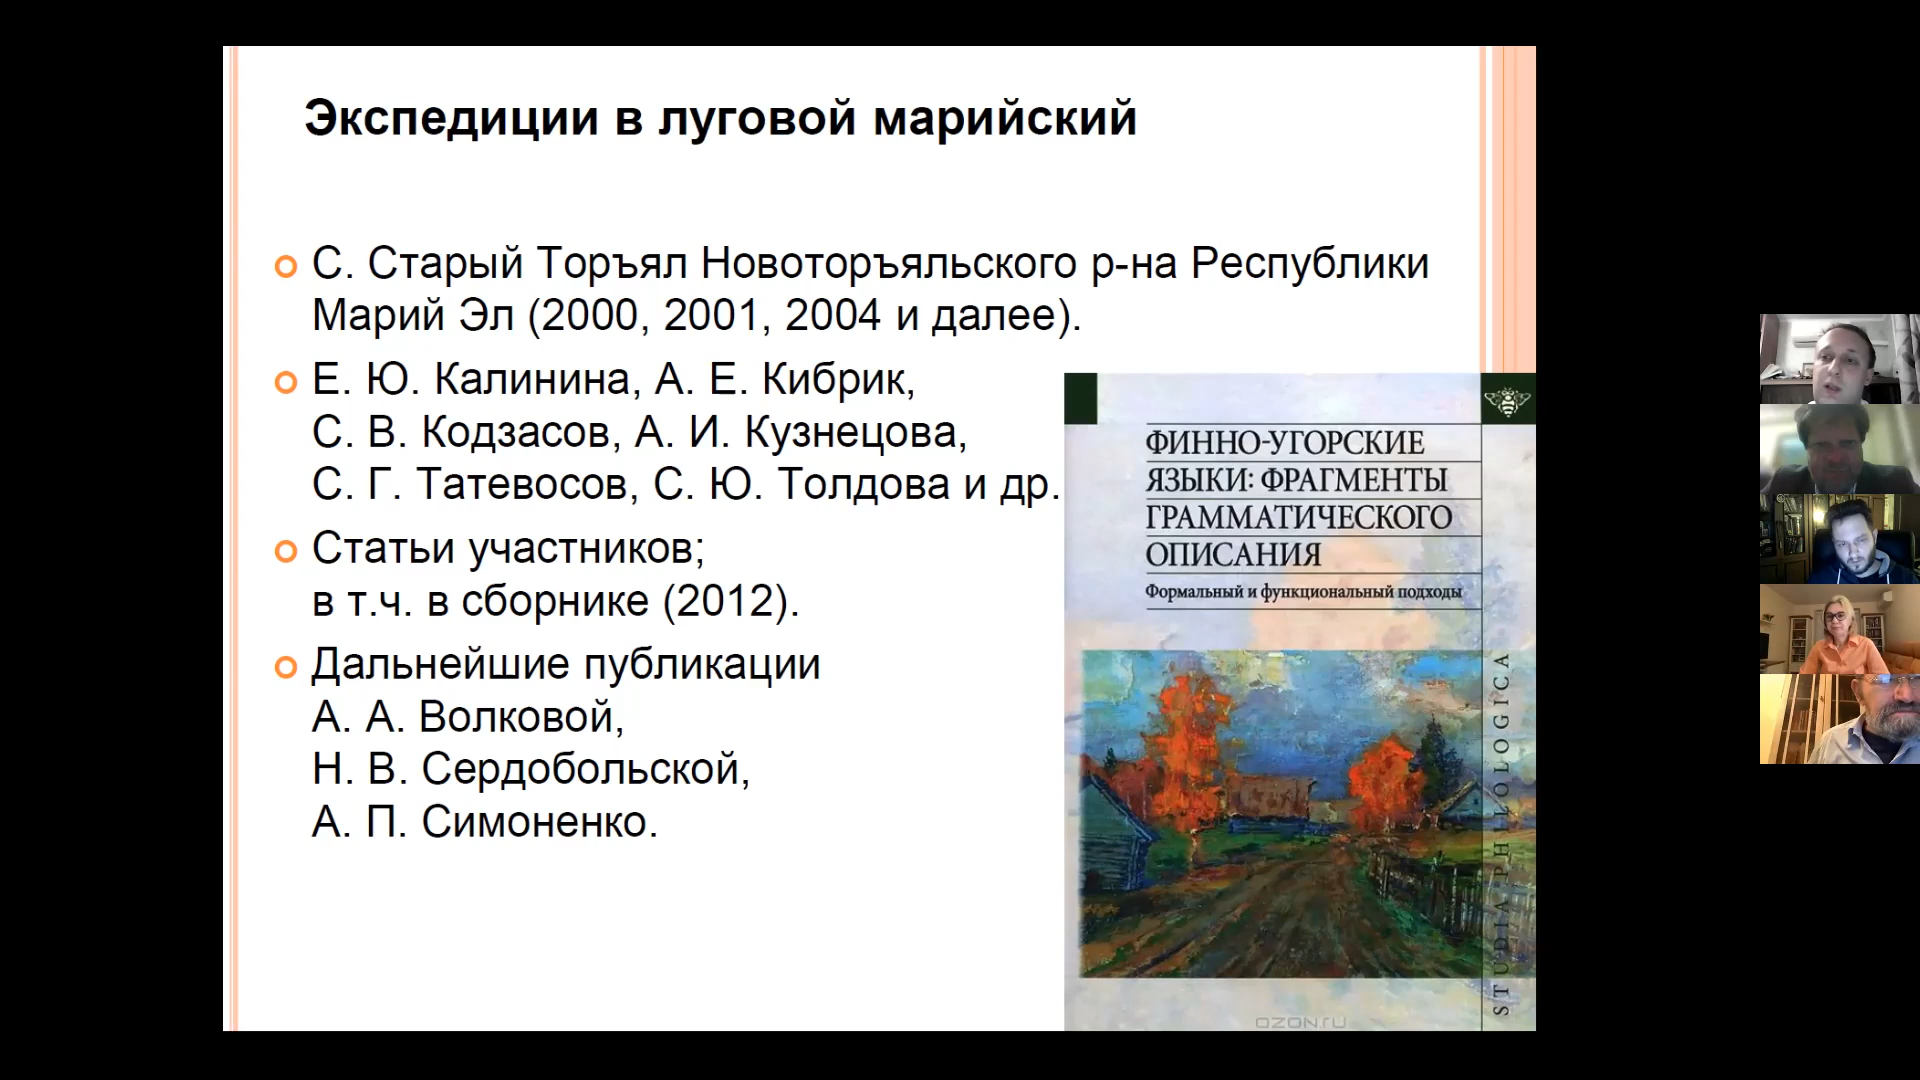 Экспедиции в луговой марийский
С. Старый Торъял Новоторъяльского р-на Республики
Марий Эл (2000, 2001, 2004 и далее).
Е. Ю. Калинина, А. Е. Кибрик,
С. В. Кодзасов, А. И. Кузнецова,
С. Г. Татевосов, С. Ю. Толдова и др.
Статьи участников;
в т.ч. в сборнике (2012).
Дальнейшие публикации
А. А. Волковой,
Н. В. Сердобольской,
А. П. Симоненко.
ФИННО-УГОРСКИЕ
ЯЗЫКИ: ФРАГМЕНТЫ
ГРАММАТИЧЕСКОГО
ОПИСАНИЯ
Формальный и функциональный подходы
STUDIA PHILOLOGICA
ozon.ru